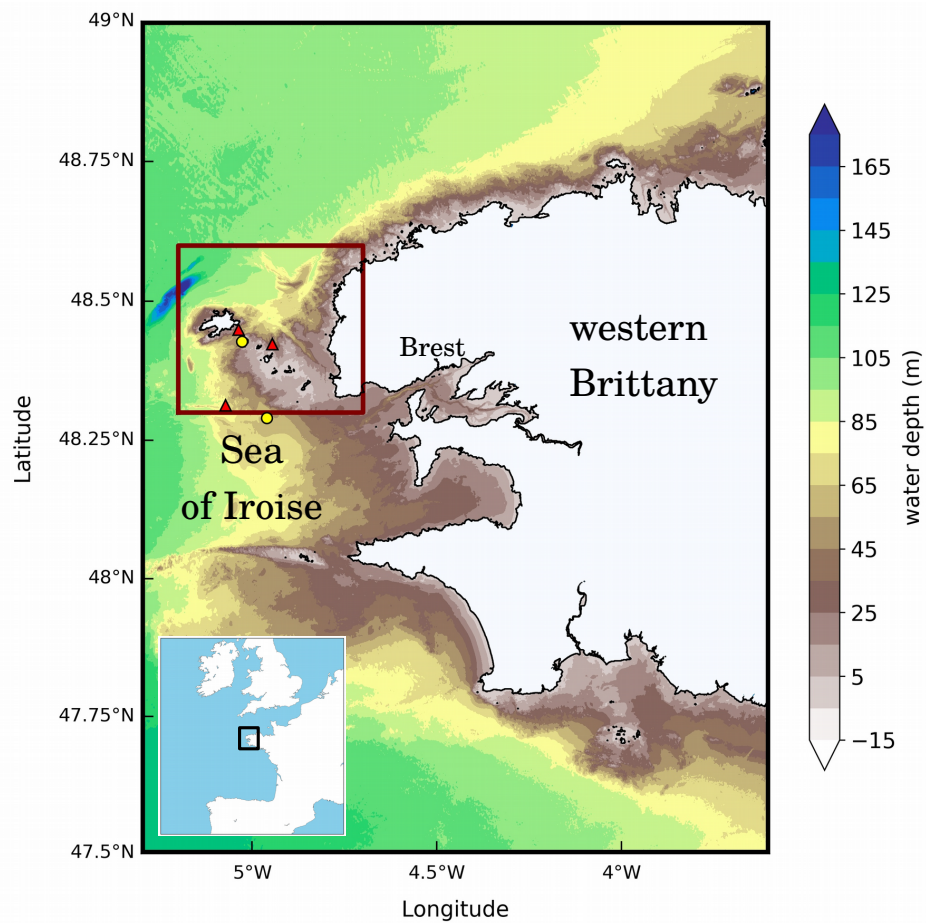 49°N
48.75°N
48.5°N
48.25°N
48°N
47.75°N
47.5°N
Latitude
5°W
4.5°W
4°W
Longitude
Brest
western
Brittany
Sea
of Iroise
165
145
125
105
85
65
45
25
5
−15
water depth (m)